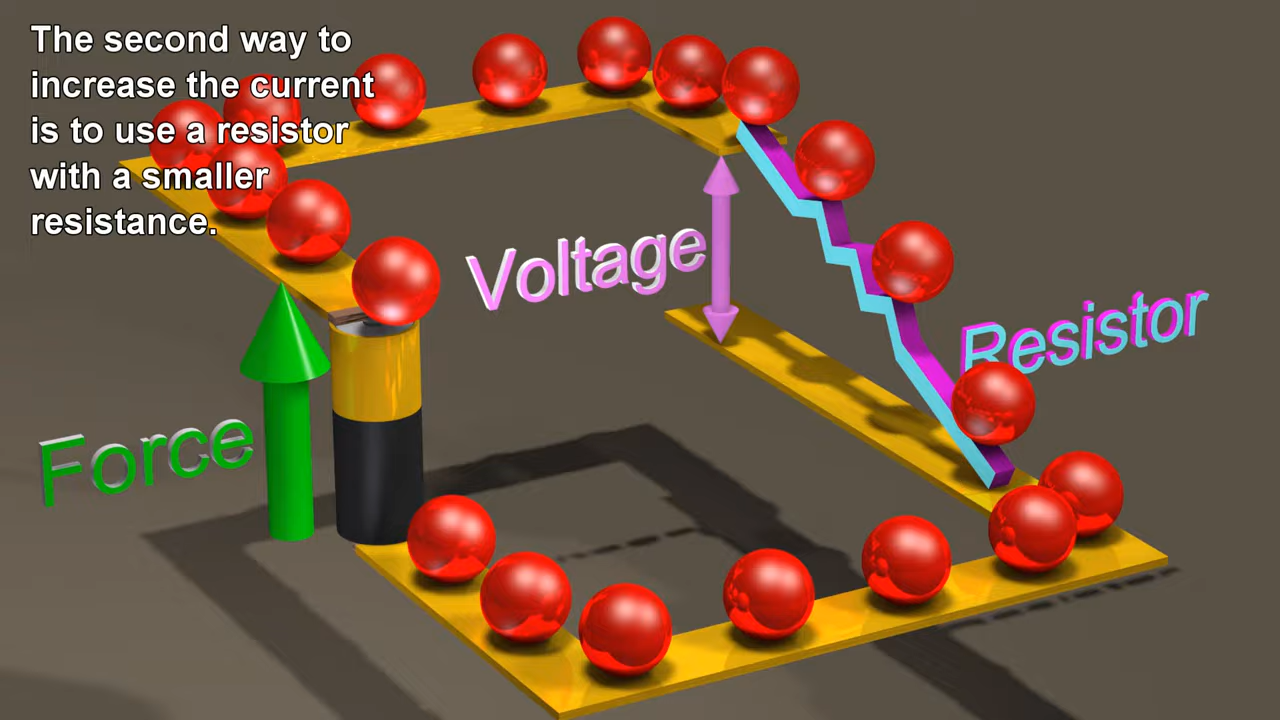 The second way to
increase the current
is to use a resistor
with a smaller
resistance.
Voltage
Resistor
Force